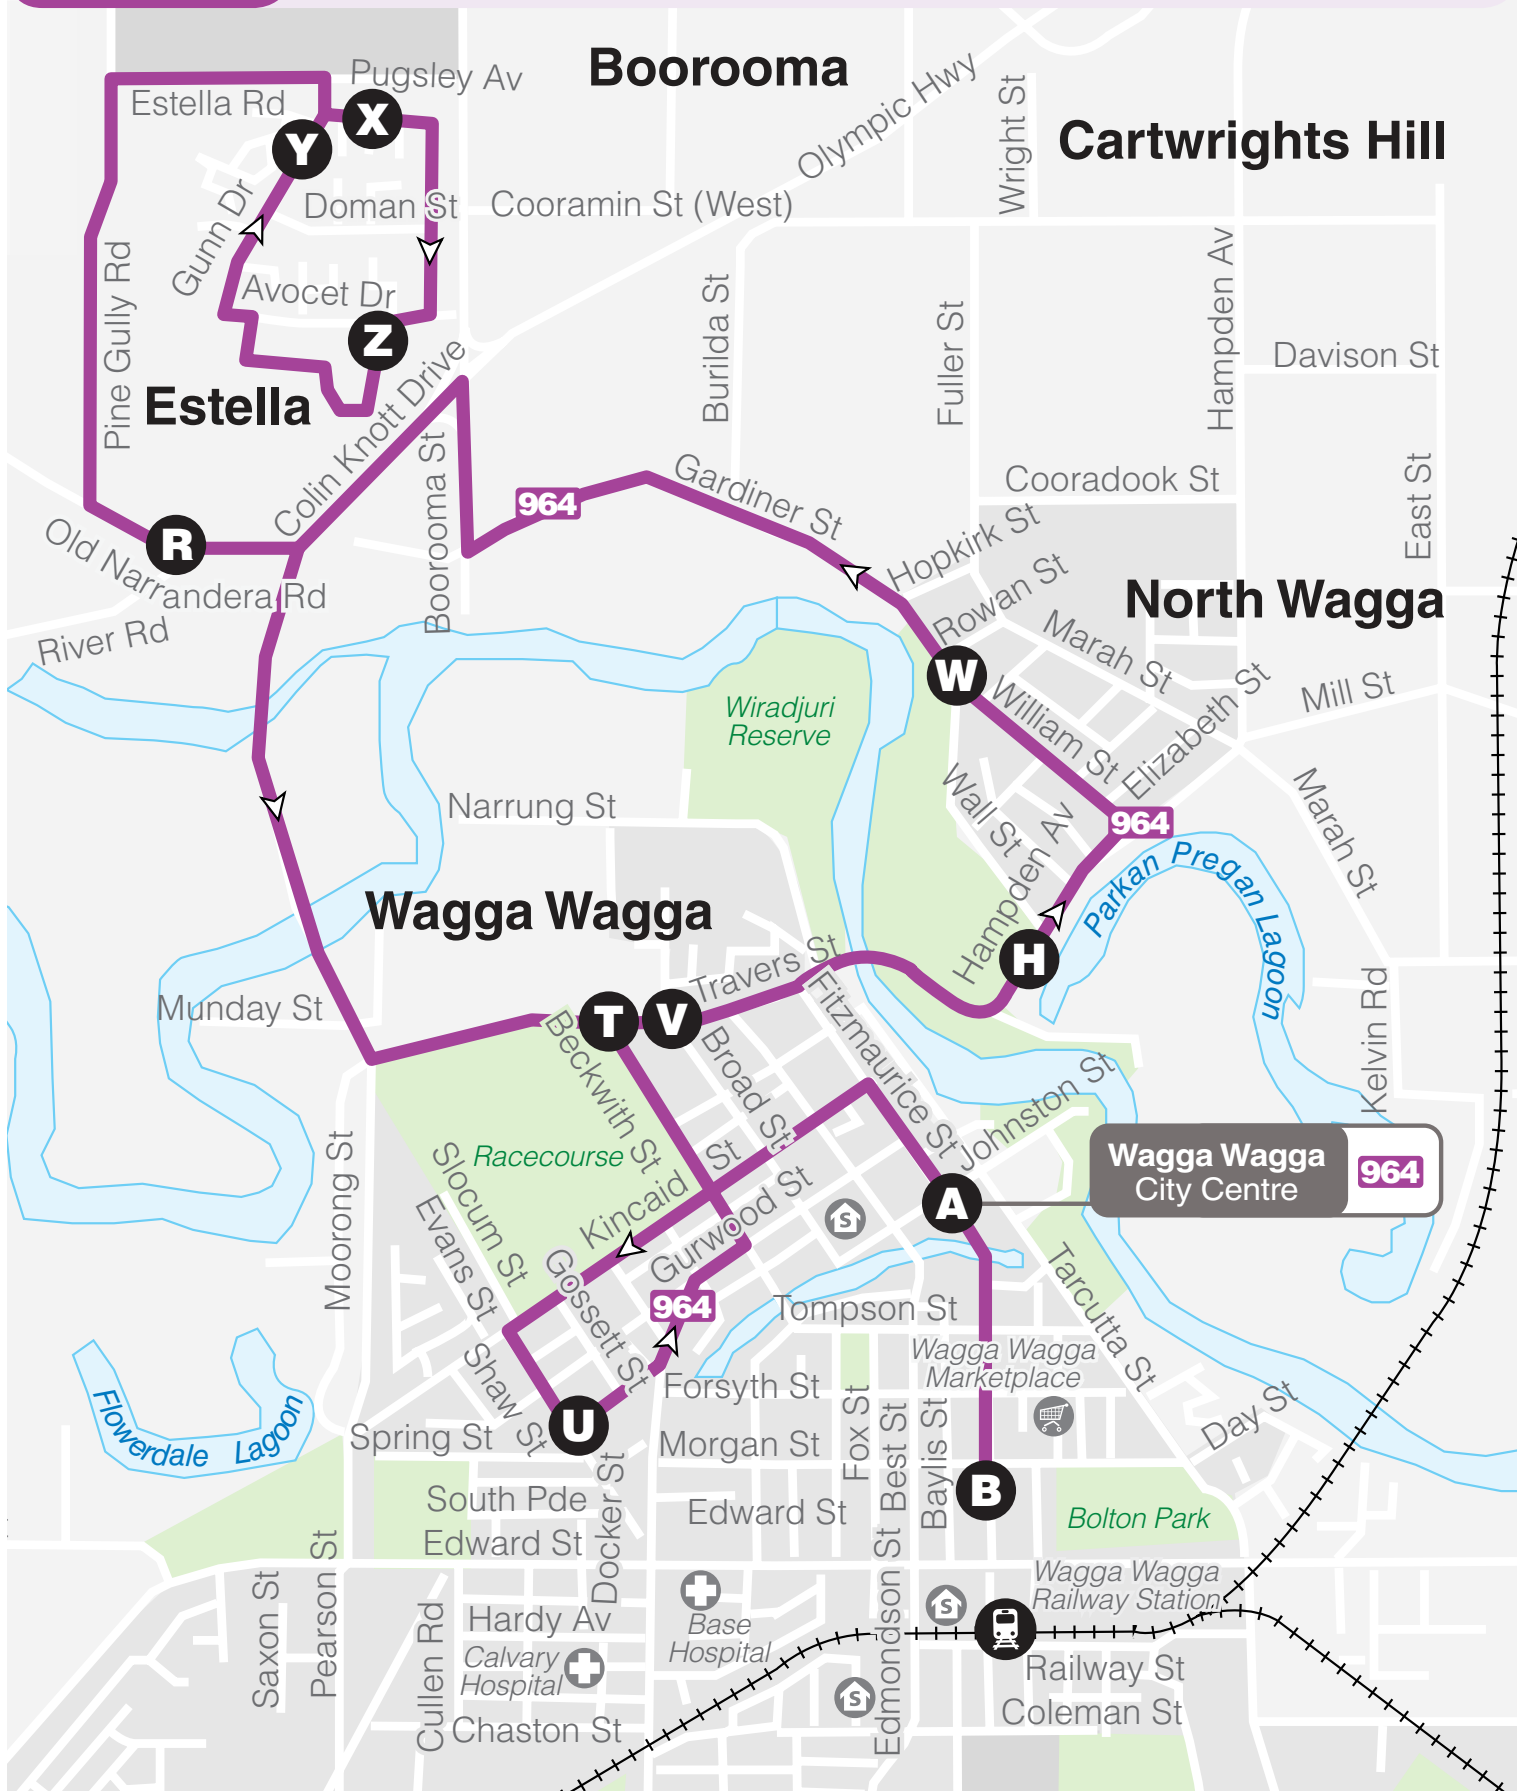 Pugsley Av
Boorooma
Estella Rd
X
Olympic Hwy
Wright St
Cartwrights Hill
Y
Gunn Dr
Doman St
Cooramin St (West)
Pine Gully Rd
Avocet Dr
Z
Burilda St
Fuller St
Hampden Av
Davison St
Estella
Colin Knott Drive
Boorooma St
964
Gardiner St
Cooradook St
East St
R
Old Narrandera Rd
Hopkirk St
Rowan St
North Wagga
River Rd
Marah St
W
William St
Elizabeth St
Mill St
Wiradjuri
Reserve
Narrung St
Wall St
Hampden Av
964
Marah St
Parkan Pregan Lagoon
Wagga Wagga
Travers St
H
Munday St
T
V
Kelvin Rd
Beckwith St
Broad St
Fitzmaurice St
Johnston St
Racecourse
Wagga Wagga
City Centre
964
A
Moorong St
Slocum St
Evans St
Kincaid St
Gurwood St
S
Gossett St
964
Tompson St
Tarcutta St
Wagga Wagga
Marketplace
Shaw St
Forsyth St
Flowerdale Lagoon
Spring St
U
Morgan St
Fox St
Best St
Baylis St
Day St
B
South Pde
Edward St
Docker St
Edward St
Bolton Park
Saxon St
Pearson St
Cullen Rd
Hardy Av
Base
Hospital
Edmondson St
S
Wagga Wagga
Railway Station
Calvary
Hospital
Railway St
S
Chaston St
Coleman St